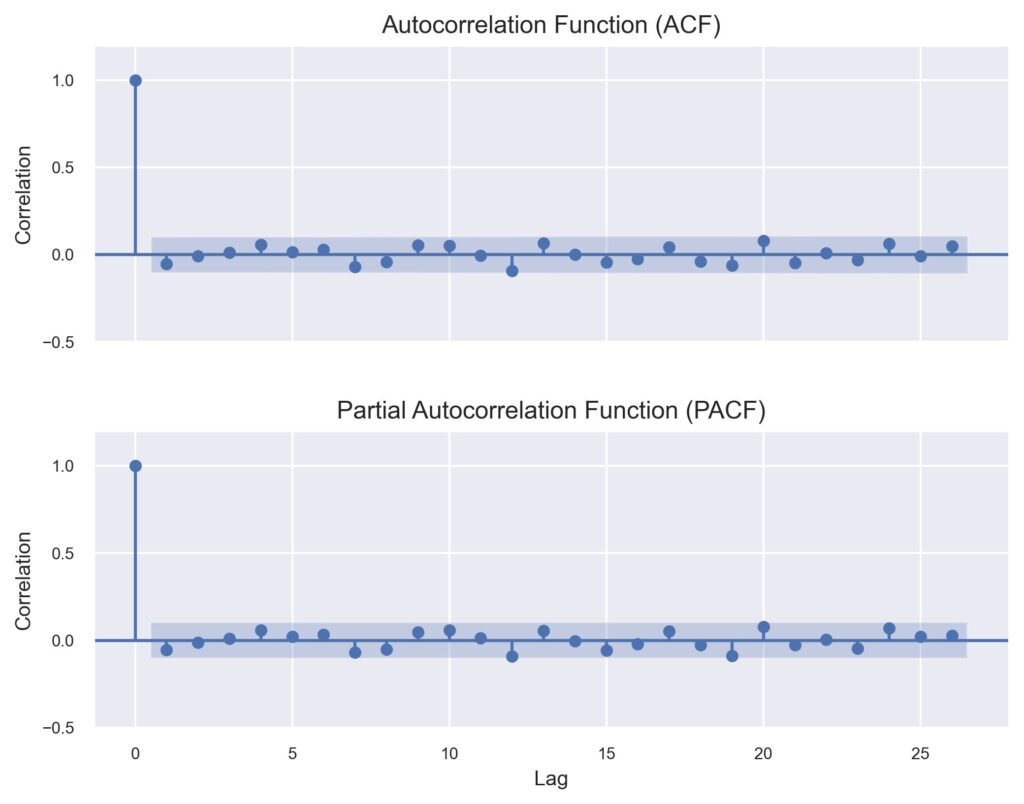 Autocorrelation Function (ACF)
1.0
0.5
0.0
−0.5
Correlation
Partial Autocorrelation Function (PACF)
1.0
0.5
0.0
−0.5
Correlation
0 5 10 15 20 25
Lag